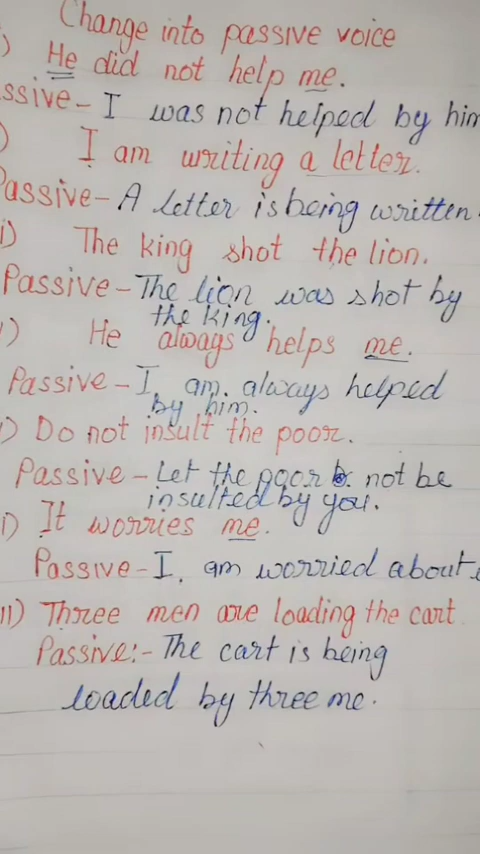 Change into passive voice
) He did not help me.
ssive- I was not helped by him
) I am writing a letter.
Passive- A letter is being written
i) The king shot the lion.
Passive - The lion was shot by
the king.
) He always helps me.
Passive - I am. always helped
by him.
) Do not insult the poor.
Passive - Let the poor not be
insulted by you.
i) It worries me.
Passive - I. am worried about
II) Three men are loading the cart
Passive:- The cart is being
loaded by three me.